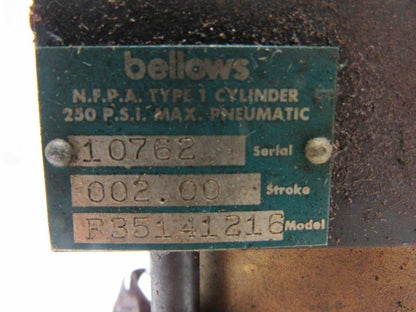 bellows
N.F.P.A. TYPE 1 CYLINDER
250 P.S.I. MAX. PNEUMATIC
10762 Serial
002.00 Stroke
F35141216 Model